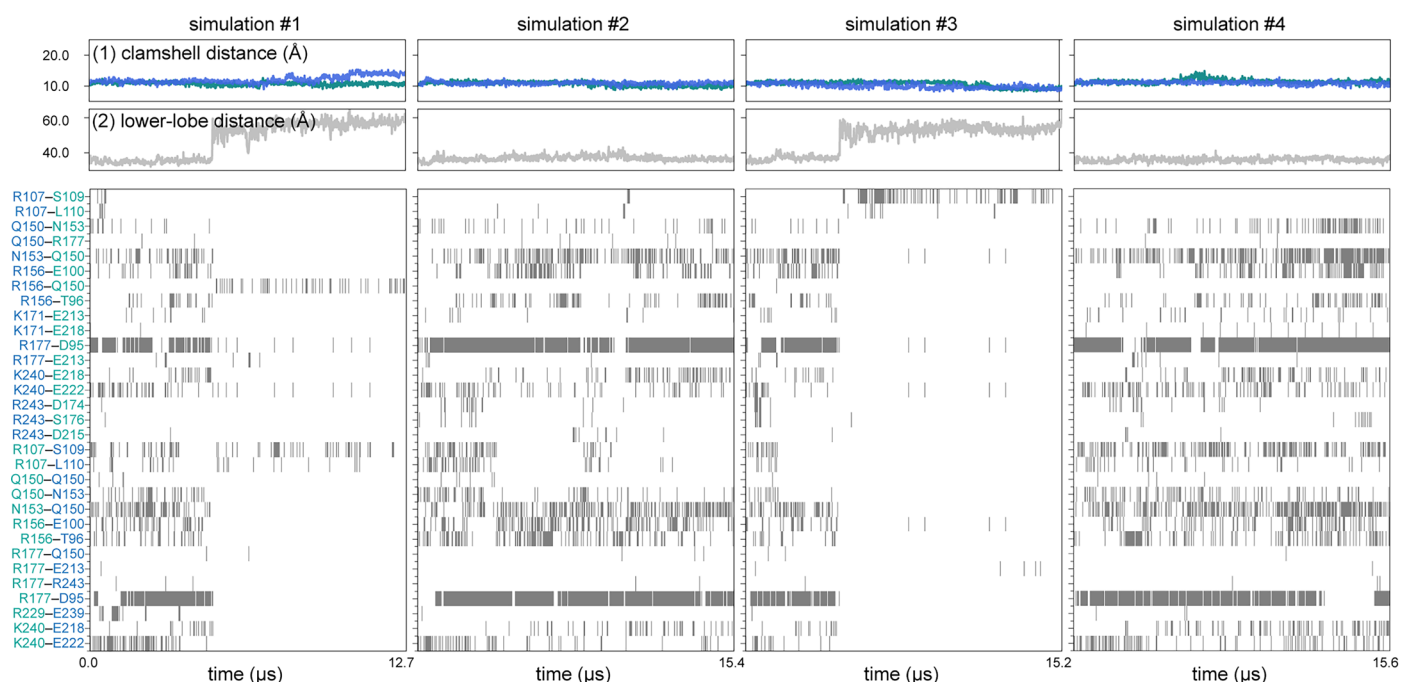 simulation #1 simulation #2 simulation #3 simulation #4
(1) clamshell distance (Å)
20.0
10.0
(2) lower-lobe distance (Å)
60.0
40.0
R107–S109
R107–L110
Q150–N153
Q150–R177
N153–Q150
R156–E100
R156–Q150
R156–T96
K171–E213
K171–E218
R177–D95
R177–E213
K240–E218
K240–E222
R243–D174
R243–S176
R243–D215
R107–S109
R107–L110
Q150–Q150
Q150–N153
N153–Q150
R156–E100
R156–T96
R177–Q150
R177–E213
R177–R243
R177–D95
R229–E239
K240–E218
K240–E222
0.0 12.7 15.4 15.2 15.6
time (µs) time (µs) time (µs) time (µs)